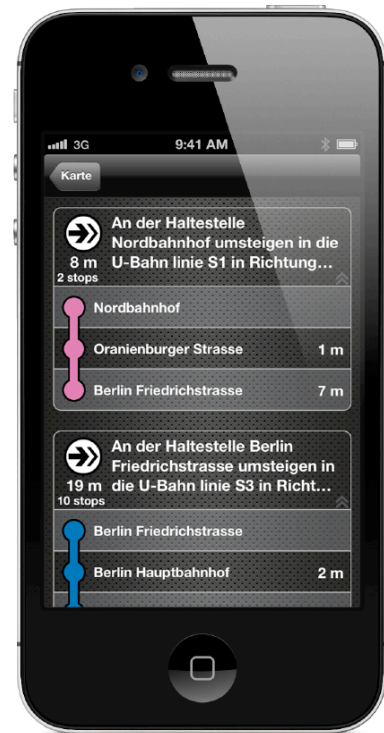 3G 9:41 AM
Karte
An der Haltestelle
Nordbahnhof umsteigen in die
U-Bahn linie S1 in Richtung...
8 m
2 stops
Nordbahnhof
Oranienburger Strasse 1 m
Berlin Friedrichstrasse 7 m
An der Haltestelle Berlin
Friedrichstrasse umsteigen in
die U-Bahn linie S3 in Richt...
19 m
10 stops
Berlin Friedrichstrasse
Berlin Hauptbahnhof 2 m